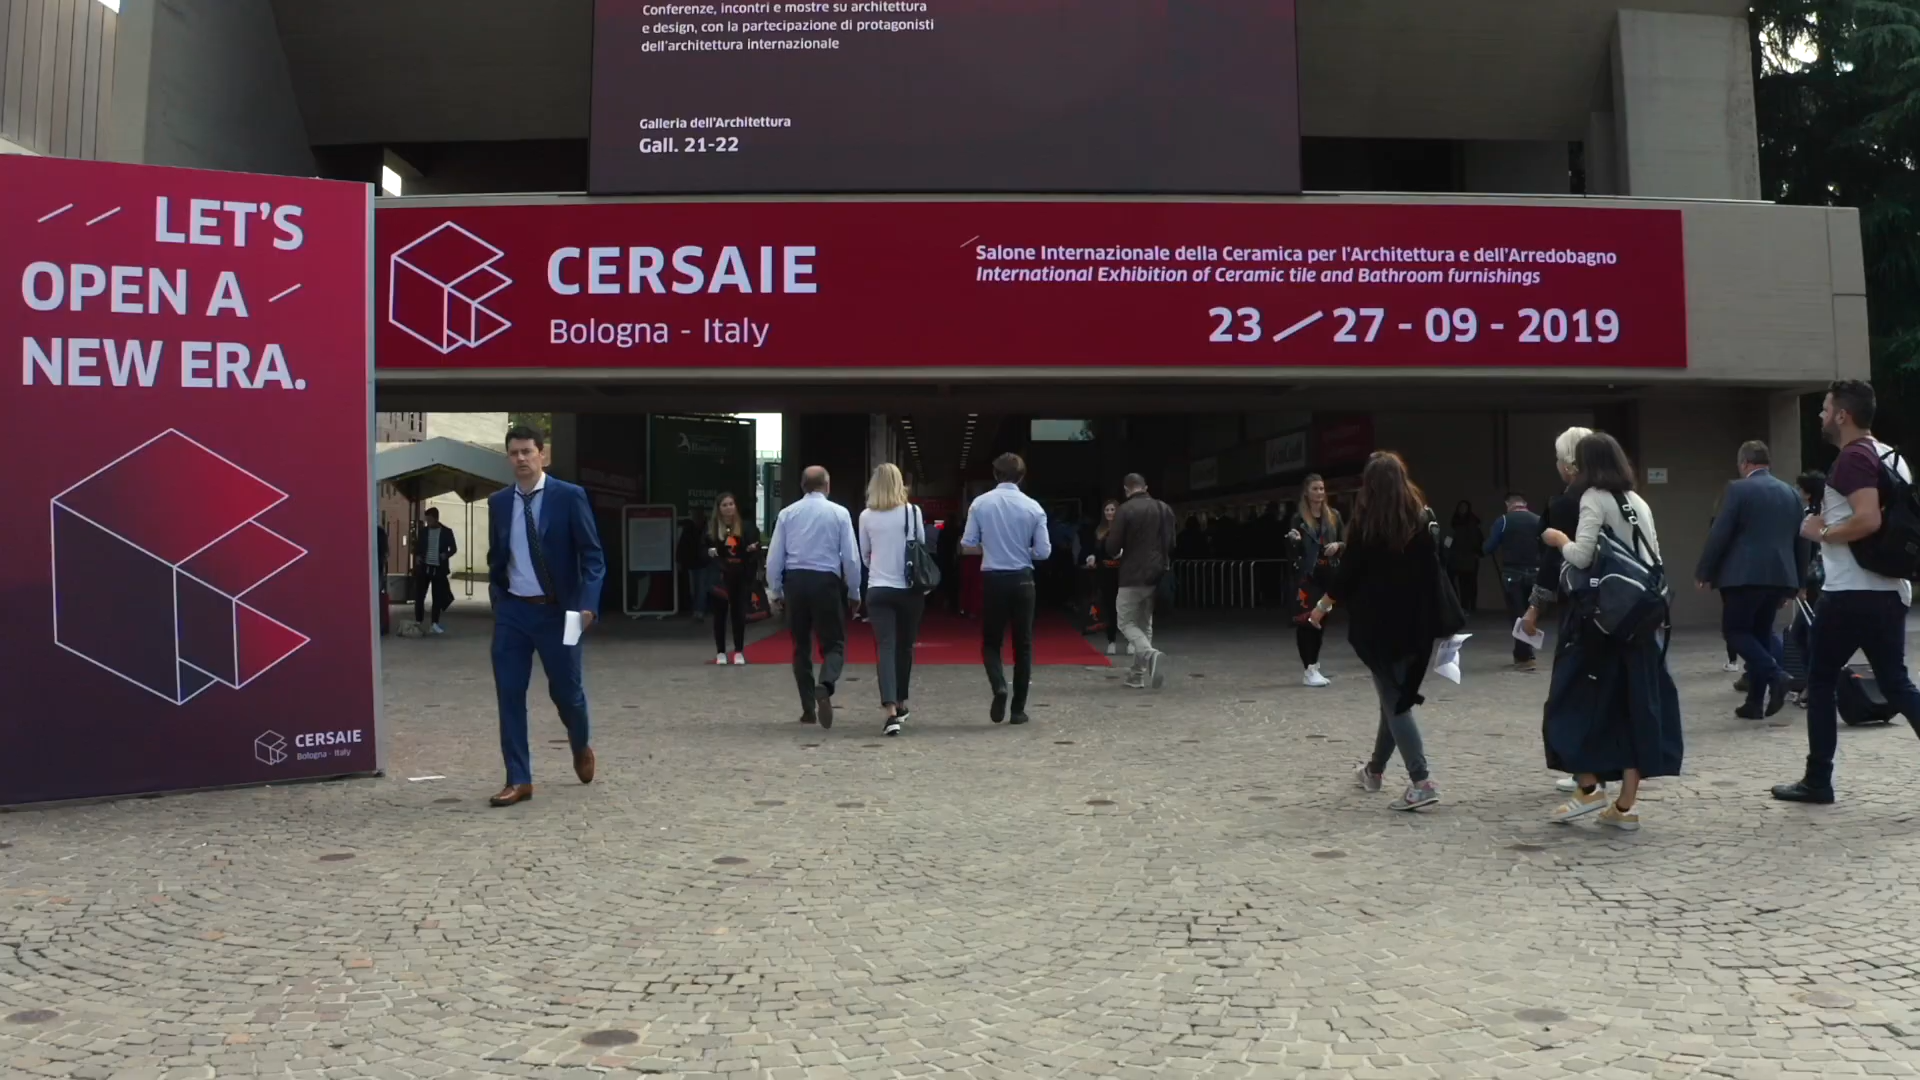 Conferenze, incontri e mostre su architettura
e design, con la partecipazione di protagonisti
dell'architettura internazionale
Galleria dell'Architettura
Gall. 21-22
LET'S
OPEN A
NEW ERA.
CERSAIE
Bologna - Italy
CERSAIE
Bologna - Italy
Salone Internazionale della Ceramica per l'Architettura e dell'Arredobagno
International Exhibition of Ceramic tile and Bathroom furnishings
23 / 27 - 09 - 2019